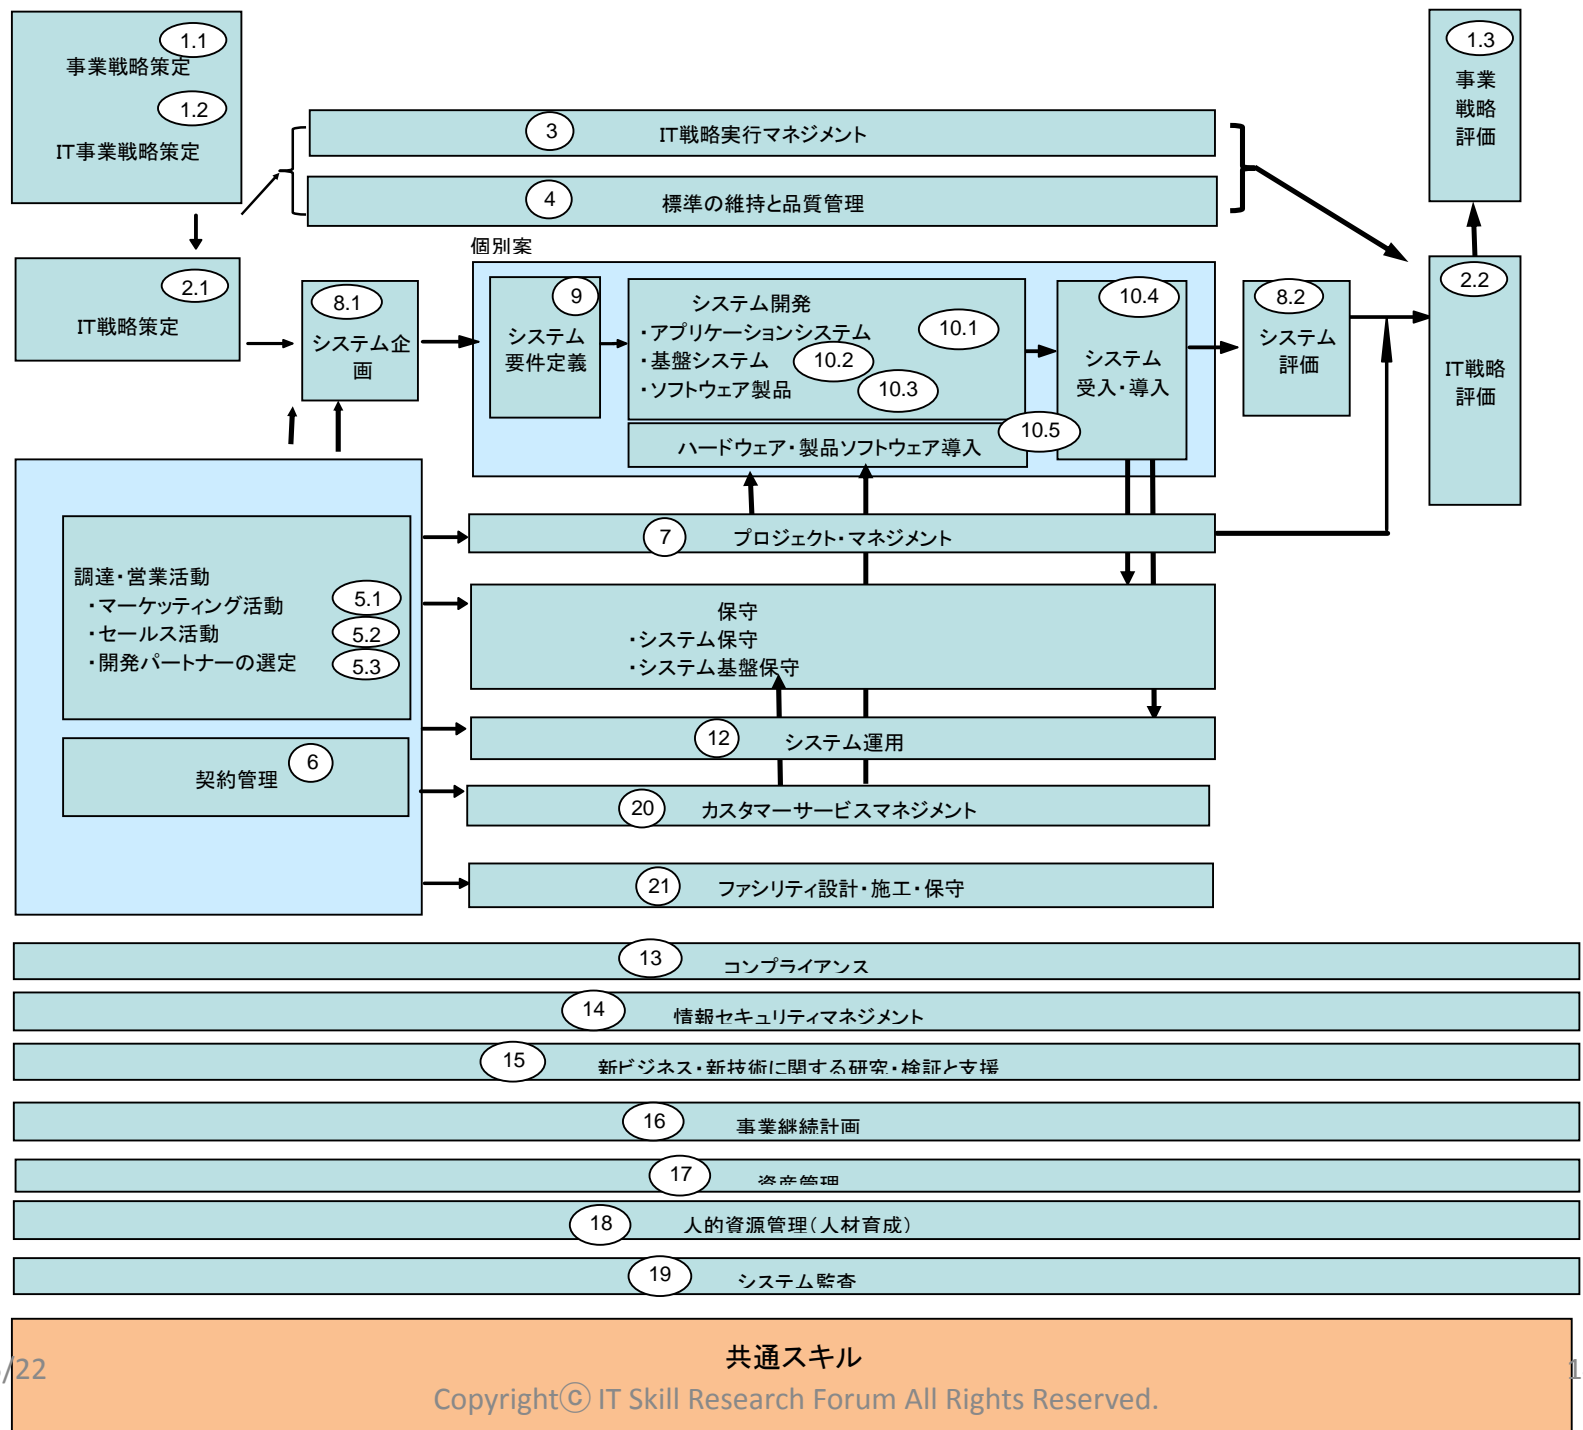 1.1
事業戦略策定
1.2
IT事業戦略策定
3
IT戦略実行マネジメント
4
標準の維持と品質管理
1.3
事業
戦略
評価
2.1
IT戦略策定
8.1
システム企
画
個別案
9
システム
要件定義
システム開発
・アプリケーションシステム
10.1
・基盤システム
10.2
・ソフトウェア製品
10.3
ハードウェア・製品ソフトウェア導入
10.5
10.4
システム
受入・導入
8.2
システム
評価
2.2
IT戦略
評価
調達・営業活動
・マーケッティング活動
5.1
・セールス活動
5.2
・開発パートナーの選定
5.3
契約管理
6
7
プロジェクト・マネジメント
保守
・システム保守
・システム基盤保守
12
システム運用
20
カスタマーサービスマネジメント
21
ファシリティ設計・施工・保守
13
コンプライアンス
14
情報セキュリティマネジメント
15
新ビジネス・新技術に関する研究・検証と支援
16
事業継続計画
17
資産管理
18
人的資源管理（人材育成）
19
システム監査
共通スキル
/22
1
Copyrightⓒ IT Skill Research Forum All Rights Reserved.